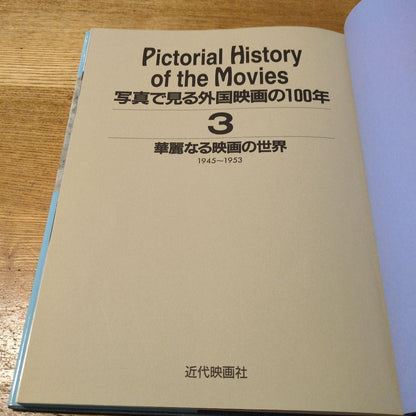 Pictorial History
of the Movies
写真で見る外国映画の100年
3
華麗なる映画の世界
1945〜1953
近代映画社